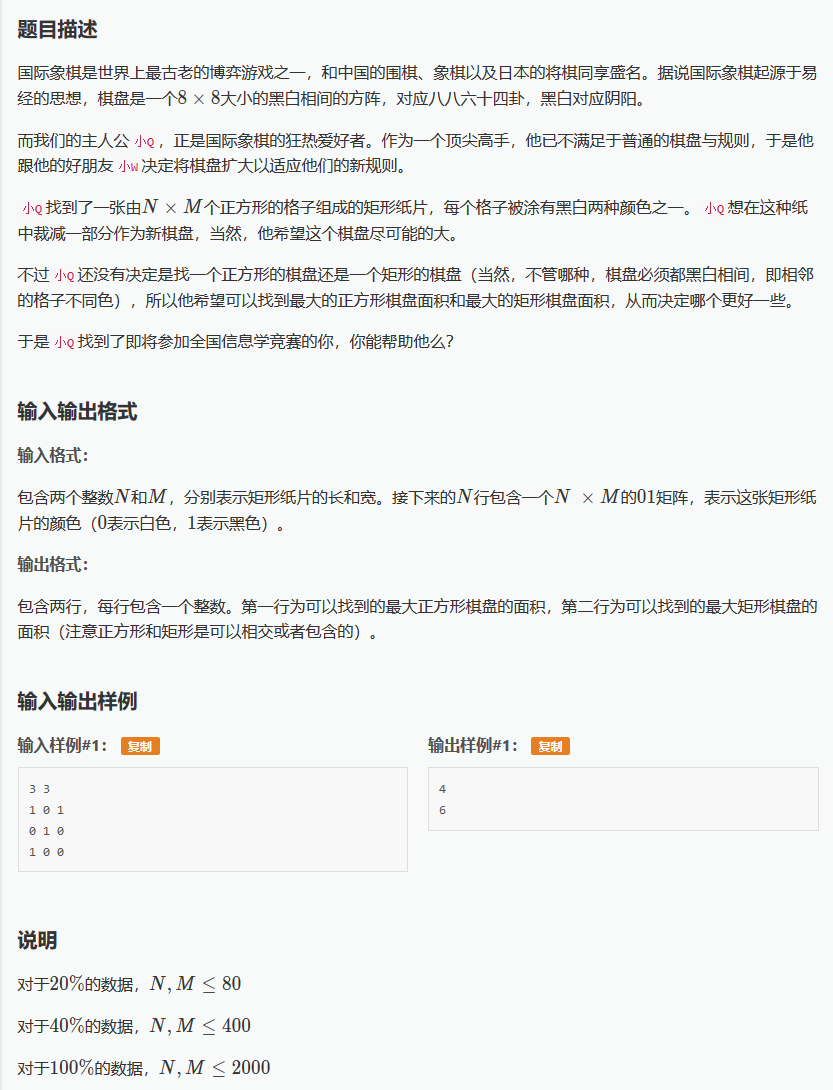 题目描述
国际象棋是世界上最古老的博弈游戏之一，和中国的围棋、象棋以及日本的将棋同享盛名。据说国际象棋起源于易
经的思想，棋盘是一个8 × 8大小的黑白相间的方阵，对应八八六十四卦，黑白对应阴阳。
而我们的主人公 小Q ，正是国际象棋的狂热爱好者。作为一个顶尖高手，他已不满足于普通的棋盘与规则，于是他
跟他的好朋友 小W 决定将棋盘扩大以适应他们的新规则。
小Q 找到了一张由N × M个正方形的格子组成的矩形纸片，每个格子被涂有黑白两种颜色之一。 小Q 想在这种纸
中裁减一部分作为新棋盘，当然，他希望这个棋盘尽可能的大。
不过 小Q 还没有决定是找一个正方形的棋盘还是一个矩形的棋盘（当然，不管哪种，棋盘必须都黑白相间，即相邻
的格子不同色），所以他希望可以找到最大的正方形棋盘面积和最大的矩形棋盘面积，从而决定哪个更好一些。
于是 小Q 找到了即将参加全国信息学竞赛的你，你能帮助他么？
输入输出格式
输入格式：
包含两个整数N和M，分别表示矩形纸片的长和宽。接下来的N行包含一个N × M的01矩阵，表示这张矩形纸
片的颜色（0表示白色，1表示黑色）。
输出格式：
包含两行，每行包含一个整数。第一行为可以找到的最大正方形棋盘的面积，第二行为可以找到的最大矩形棋盘的
面积（注意正方形和矩形是可以相交或者包含的）。
输入输出样例
输入样例#1： 复制
3 3
1 0 1
0 1 0
1 0 0
输出样例#1： 复制
4
6
说明
对于20%的数据，N, M ≤ 80
对于40%的数据，N, M ≤ 400
对于100%的数据，N, M ≤ 2000